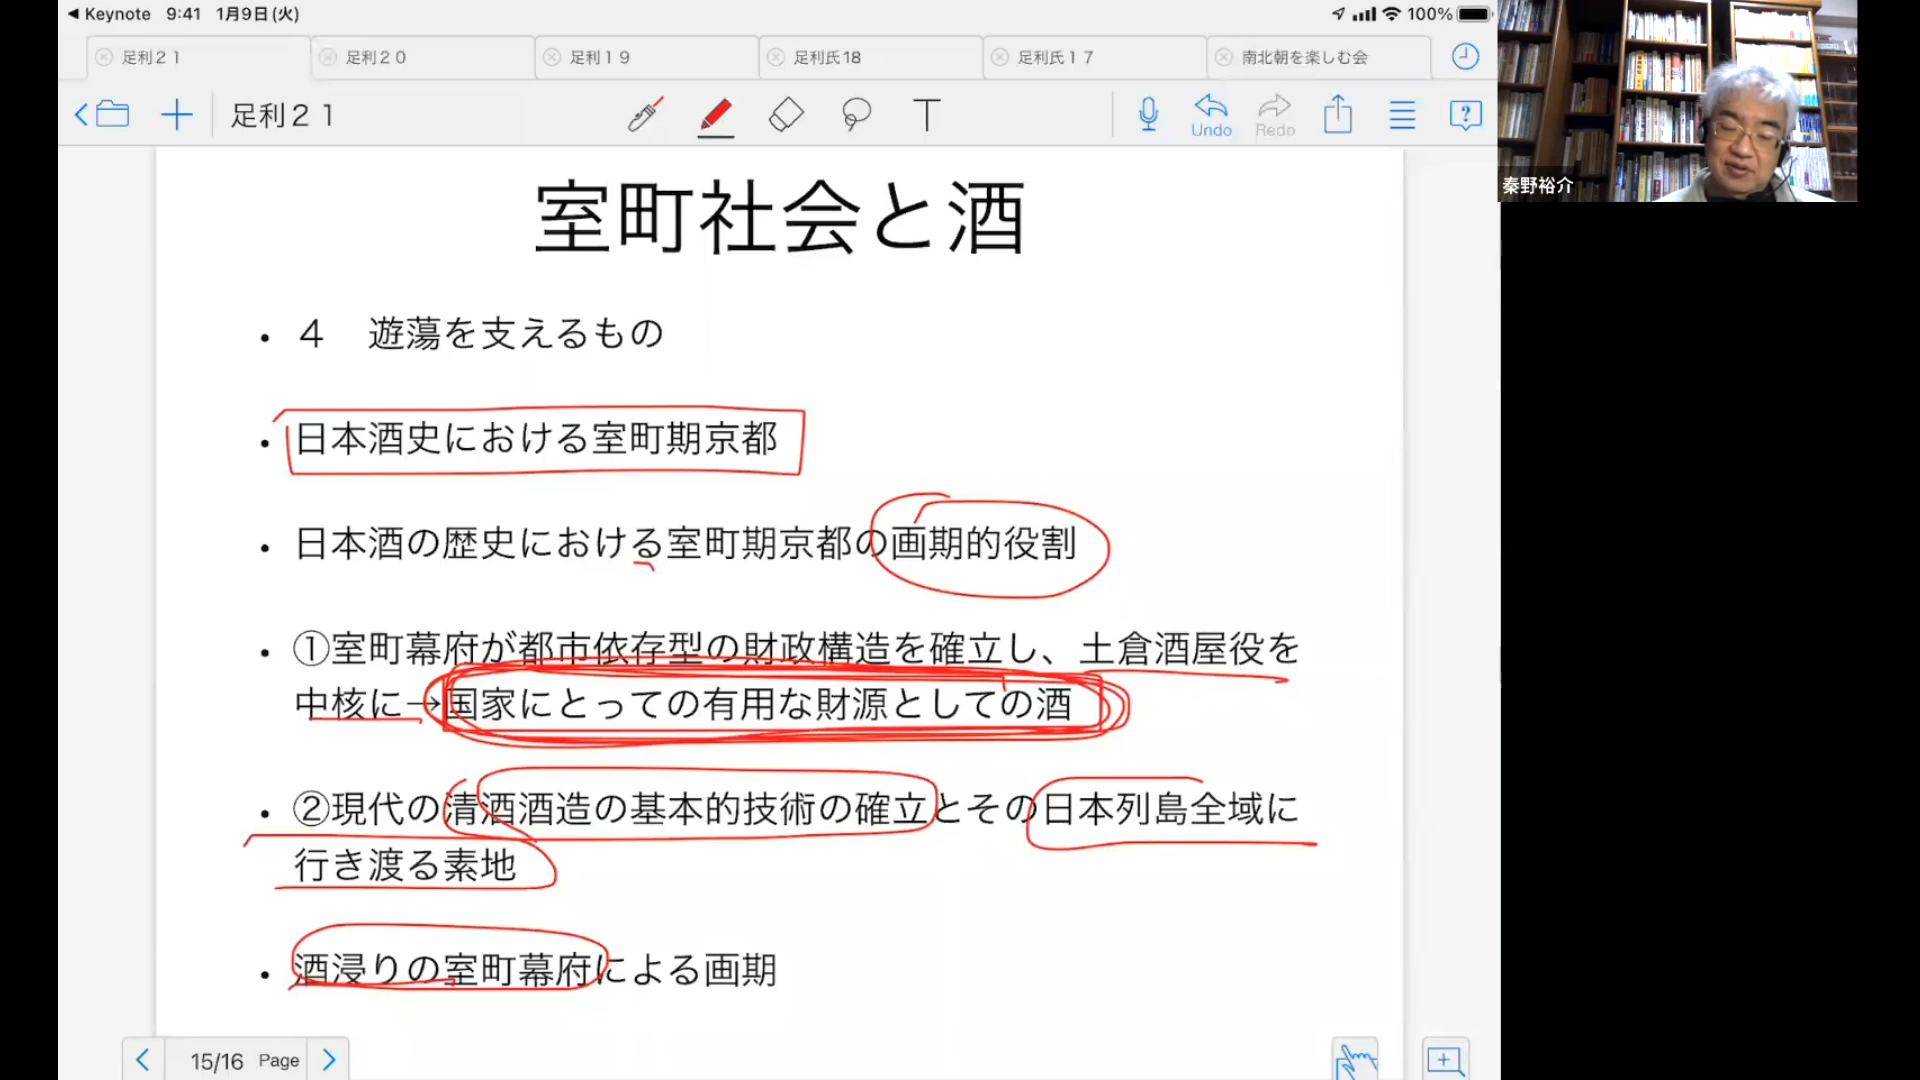 Keynote 9:41 1月9日(火) 100%
足利21 足利20 足利19 足利氏18 足利氏17 南北朝を楽しむ会
足利21 T Undo Redo ?
秦野裕介
室町社会と酒
• 4 遊蕩を支えるもの
• 日本酒史における室町期京都
• 日本酒の歴史における室町期京都の画期的役割
• ①室町幕府が都市依存型の財政構造を確立し、土倉酒屋役を
中核に→国家にとっての有用な財源としての酒
• ②現代の清酒酒造の基本的技術の確立とその日本列島全域に
行き渡る素地
• 酒浸りの室町幕府による画期
15/16 Page